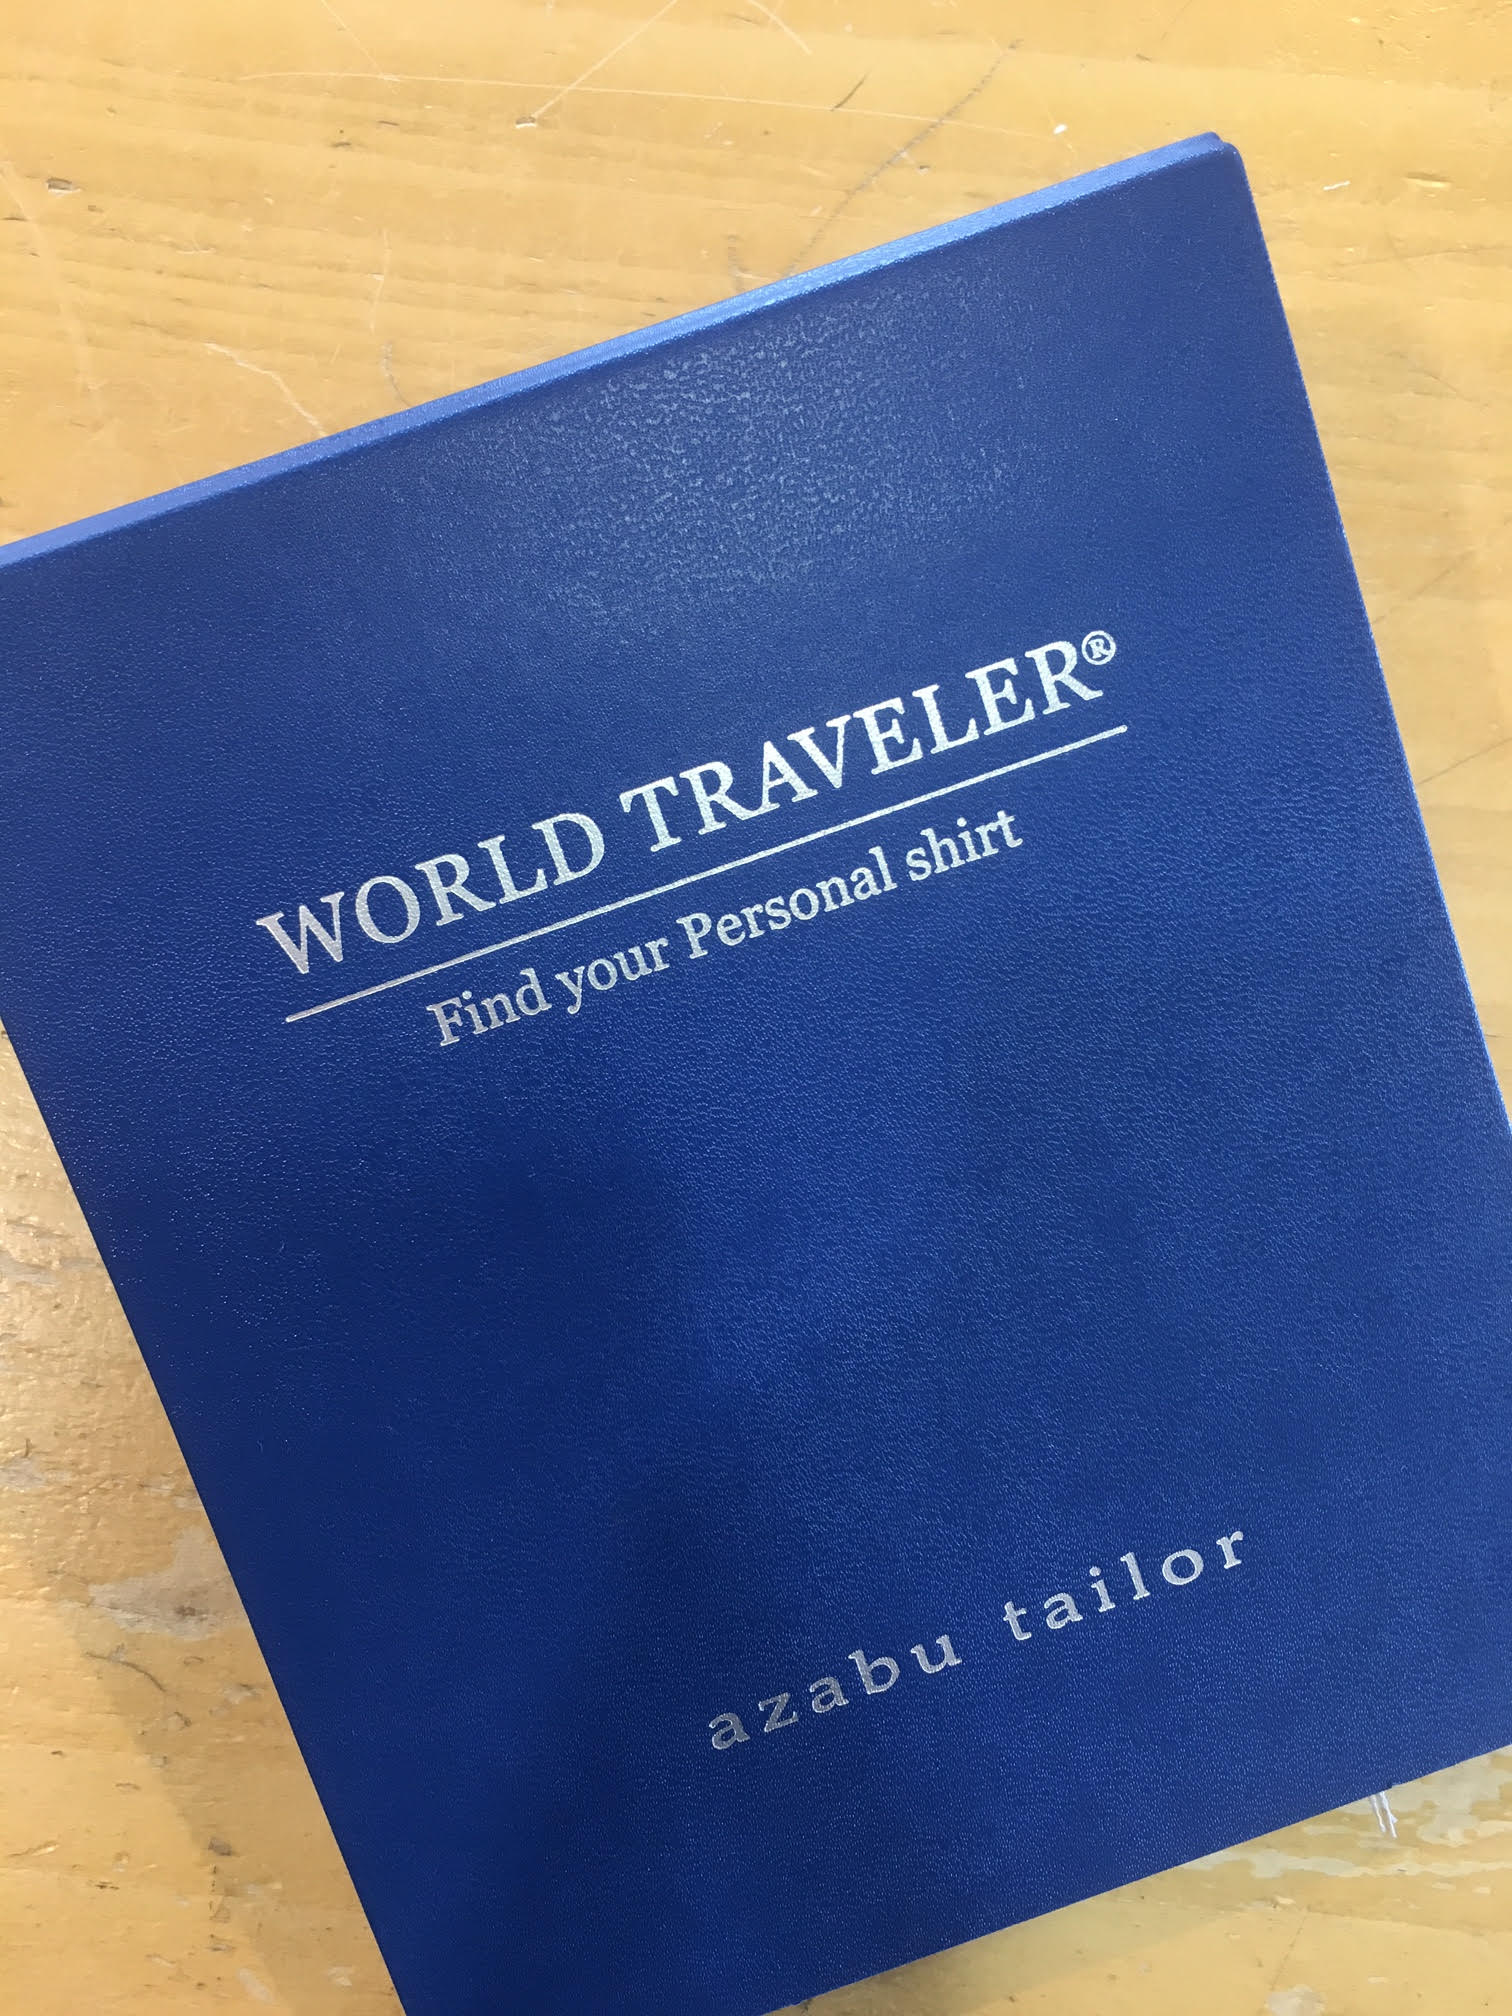 WORLD TRAVELER®
Find your Personal shirt
azabu tailor